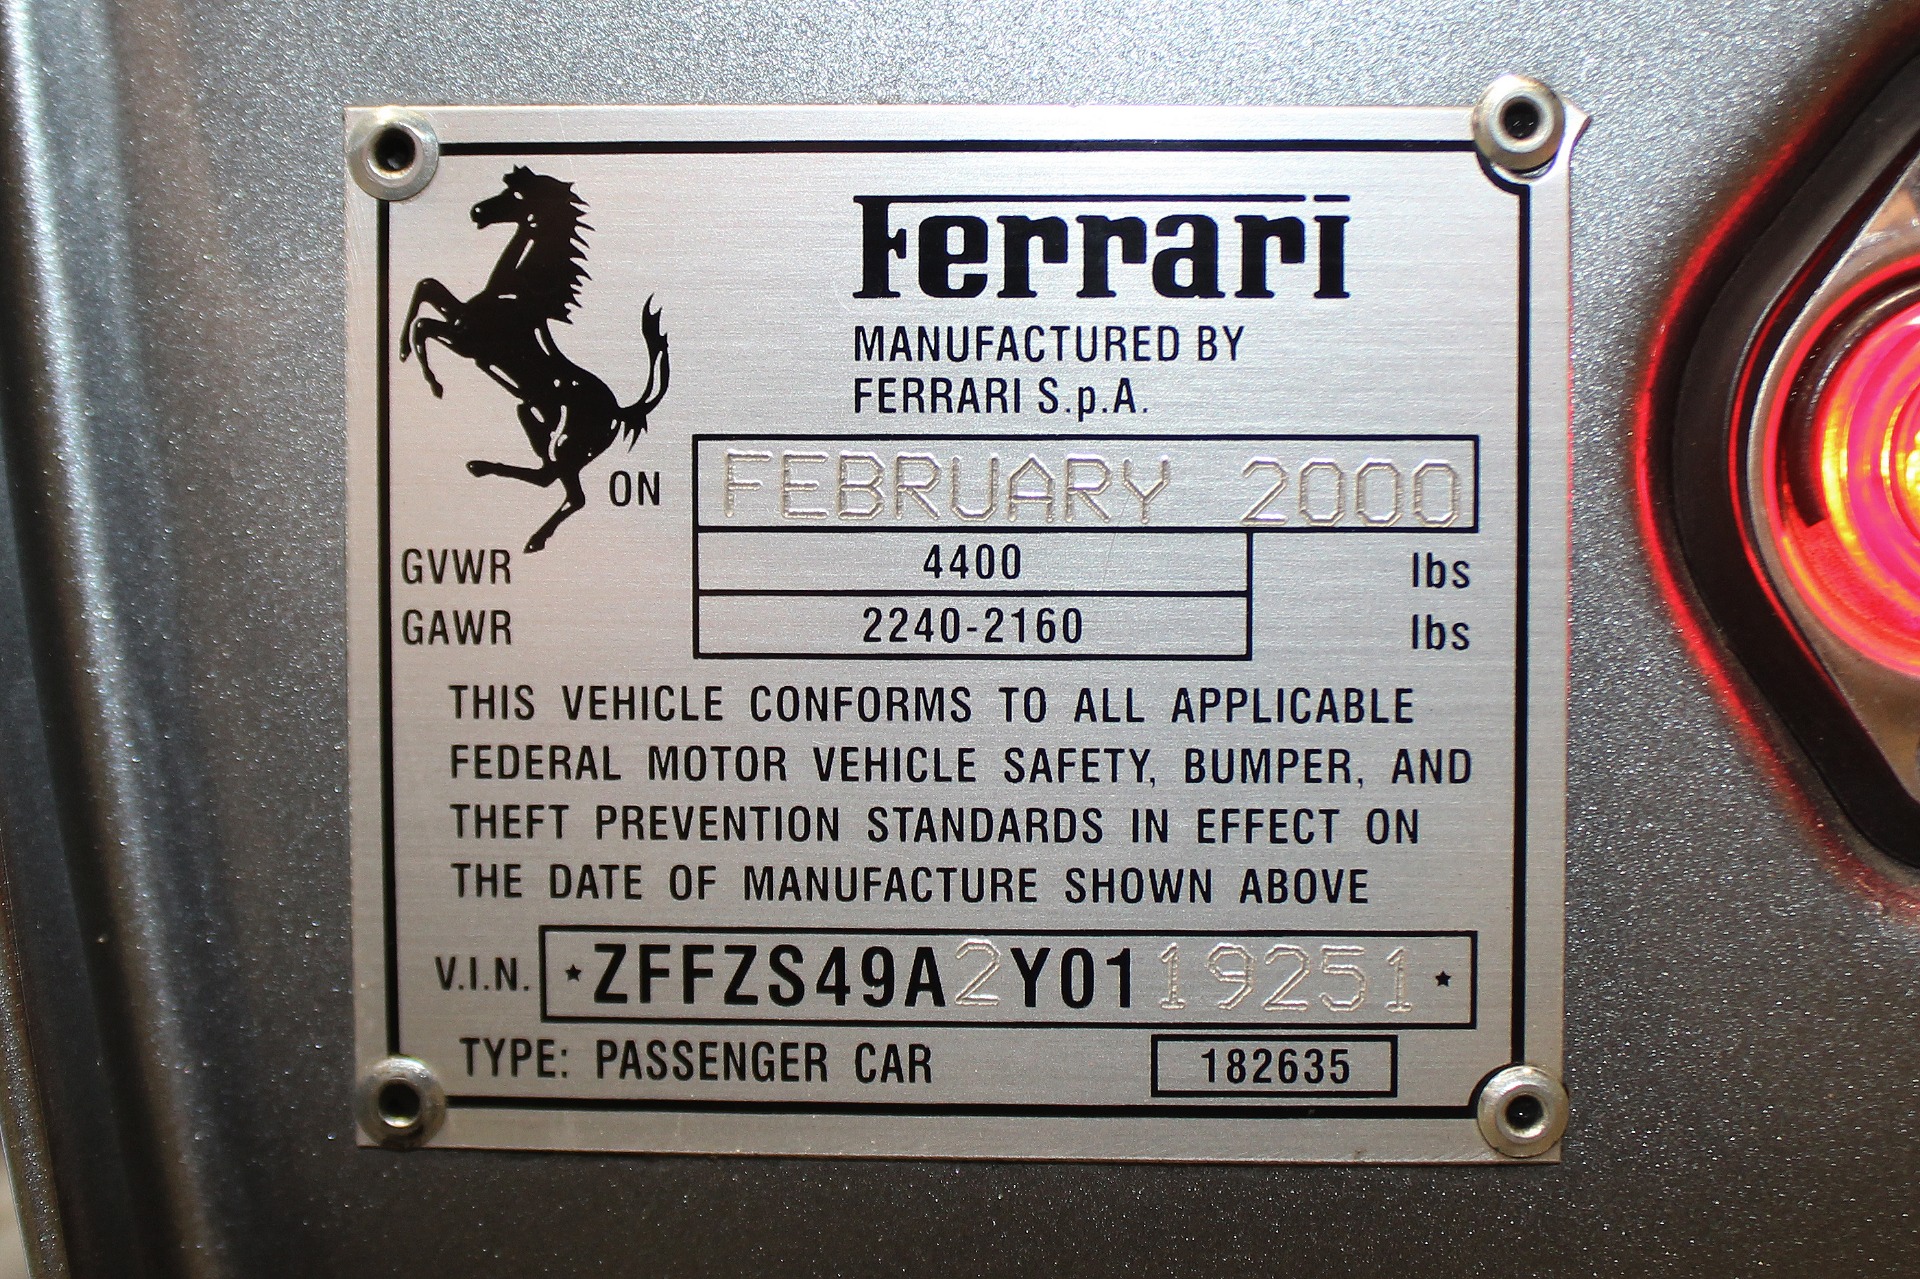 Ferrari
MANUFACTURED BY
FERRARI S.p.A.
ON FEBRUARY 2000
GVWR 4400 lbs
GAWR 2240-2160 lbs
THIS VEHICLE CONFORMS TO ALL APPLICABLE
FEDERAL MOTOR VEHICLE SAFETY, BUMPER, AND
THEFT PREVENTION STANDARDS IN EFFECT ON
THE DATE OF MANUFACTURE SHOWN ABOVE
V.I.N. ★ZFFZS49A2Y0119251★
TYPE: PASSENGER CAR 182635